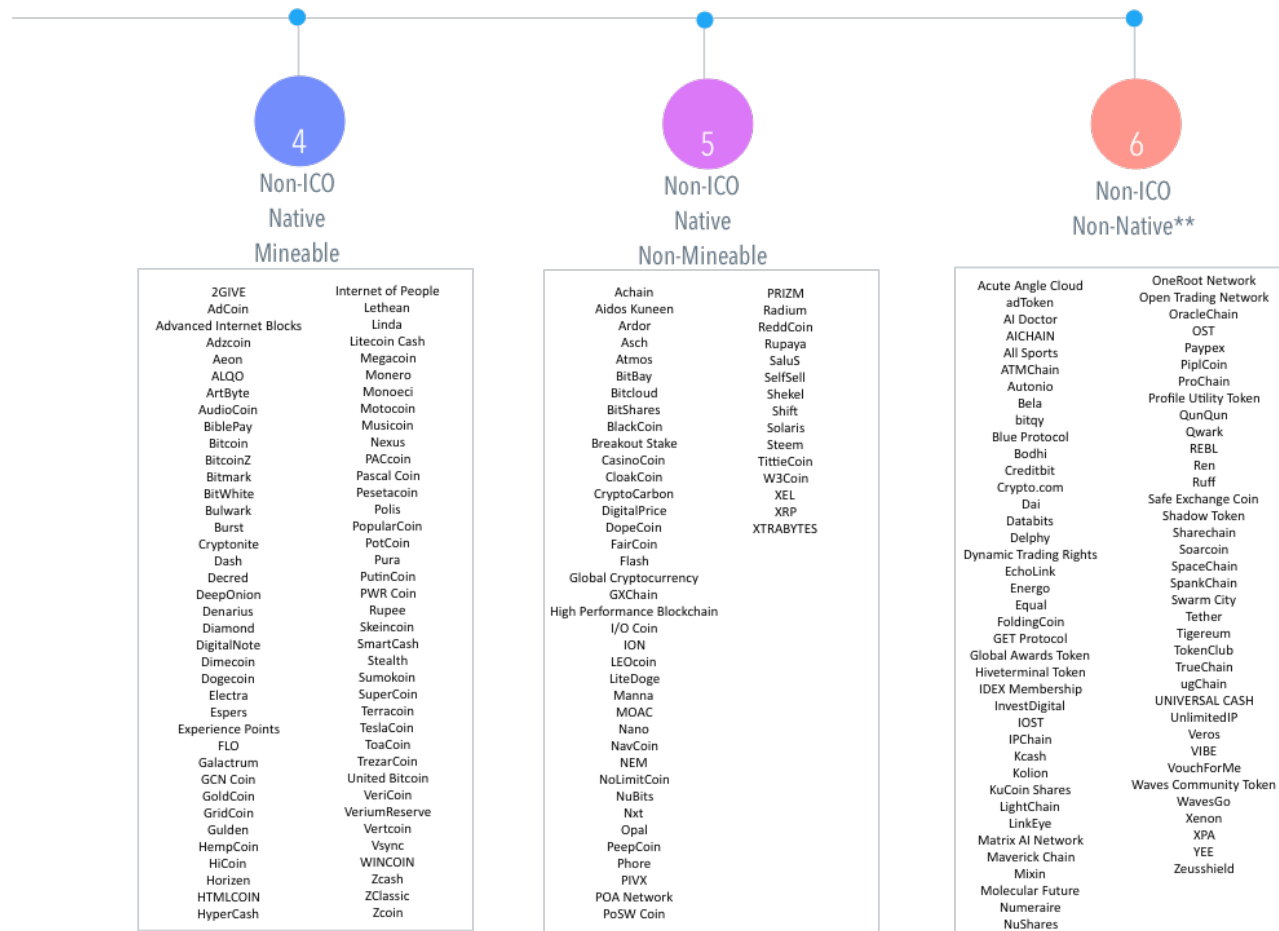 4
Non-ICO
Native
Mineable
2GIVE
AdCoin
Advanced Internet Blocks
Adzcoin
Aeon
ALQO
ArtByte
AudioCoin
BiblePay
Bitcoin
BitcoinZ
Bitmark
BitWhite
Bulwark
Burst
Cryptonite
Dash
Decred
DeepOnion
Denarius
Diamond
DigitalNote
Dimecoin
Dogecoin
Electra
Espers
Experience Points
FLO
Galactrum
GCN Coin
GoldCoin
GridCoin
Gulden
HempCoin
HiCoin
Horizen
HTMLCOIN
HyperCash
Internet of People
Lethean
Linda
Litecoin Cash
Megacoin
Monero
Monoeci
Motocoin
Musicoin
Nexus
PACcoin
Pascal Coin
Pesetacoin
Polis
PopularCoin
PotCoin
Pura
PutinCoin
PWR Coin
Rupee
Skeincoin
SmartCash
Stealth
Sumokoin
SuperCoin
Terracoin
TeslaCoin
ToaCoin
TrezarCoin
United Bitcoin
VeriCoin
VeriumReserve
Vertcoin
Vsync
WINCOIN
Zcash
ZClassic
Zcoin
5
Non-ICO
Native
Non-Mineable
Achain
Aidos Kuneen
Ardor
Asch
Atmos
BitBay
Bitcloud
BitShares
BlackCoin
Breakout Stake
CasinoCoin
CloakCoin
CryptoCarbon
DigitalPrice
DopeCoin
FairCoin
Flash
Global Cryptocurrency
GXChain
High Performance Blockchain
I/O Coin
ION
LEOcoin
LiteDoge
Manna
MOAC
Nano
NavCoin
NEM
NoLimitCoin
NuBits
Nxt
Opal
PeepCoin
Phore
PIVX
POA Network
PoSW Coin
PRIZM
Radium
ReddCoin
Rupaya
SaluS
SelfSell
Shekel
Shift
Solaris
Steem
TittieCoin
W3Coin
XEL
XRP
XTRABYTES
6
Non-ICO
Non-Native**
Acute Angle Cloud
adToken
AI Doctor
AICHAIN
All Sports
ATMChain
Autonio
Bela
bitqy
Blue Protocol
Bodhi
Creditbit
Crypto.com
Dai
Databits
Delphy
Dynamic Trading Rights
EchoLink
Energo
Equal
FoldingCoin
GET Protocol
Global Awards Token
Hiveterminal Token
IDEX Membership
InvestDigital
IOST
IPChain
Kcash
Kolion
KuCoin Shares
LightChain
LinkEye
Matrix AI Network
Maverick Chain
Mixin
Molecular Future
Numeraire
NuShares
OneRoot Network
Open Trading Network
OracleChain
OST
Paypex
PiplCoin
ProChain
Profile Utility Token
QunQun
Qwark
REBL
Ren
Ruff
Safe Exchange Coin
Shadow Token
Sharechain
Soarcoin
SpaceChain
SpankChain
Swarm City
Tether
Tigereum
TokenClub
TrueChain
ugChain
UNIVERSAL CASH
UnlimitedIP
Veros
VIBE
VouchForMe
Waves Community Token
WavesGo
Xenon
XPA
YEE
Zeusshield